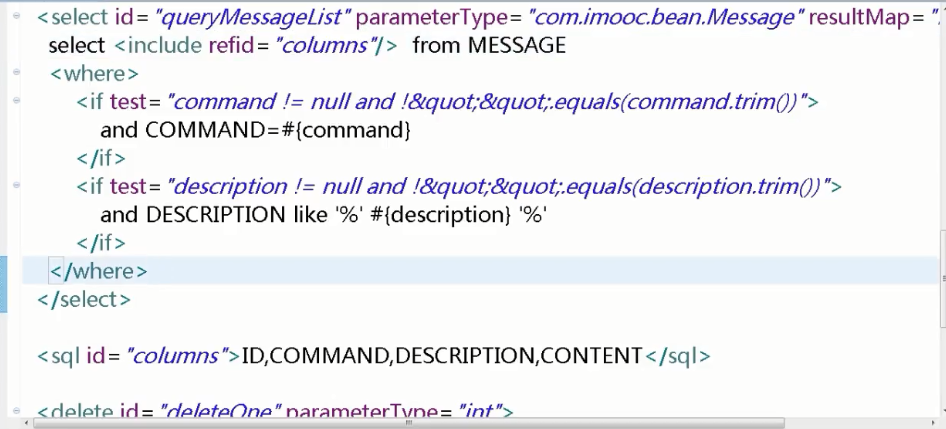 <select id="queryMessageList" parameterType="com.imooc.bean.Message" resultMap="
select <include refid="columns"/> from MESSAGE
<where>
<if test="command != null and !&quot;&quot;.equals(command.trim())">
and COMMAND=#{command}
</if>
<if test="description != null and !&quot;&quot;.equals(description.trim())">
and DESCRIPTION like '%' #{description} '%'
</if>
</where>
</select>
<sql id="columns">ID,COMMAND,DESCRIPTION,CONTENT</sql>
<delete id="deleteOne" parameterType="int">